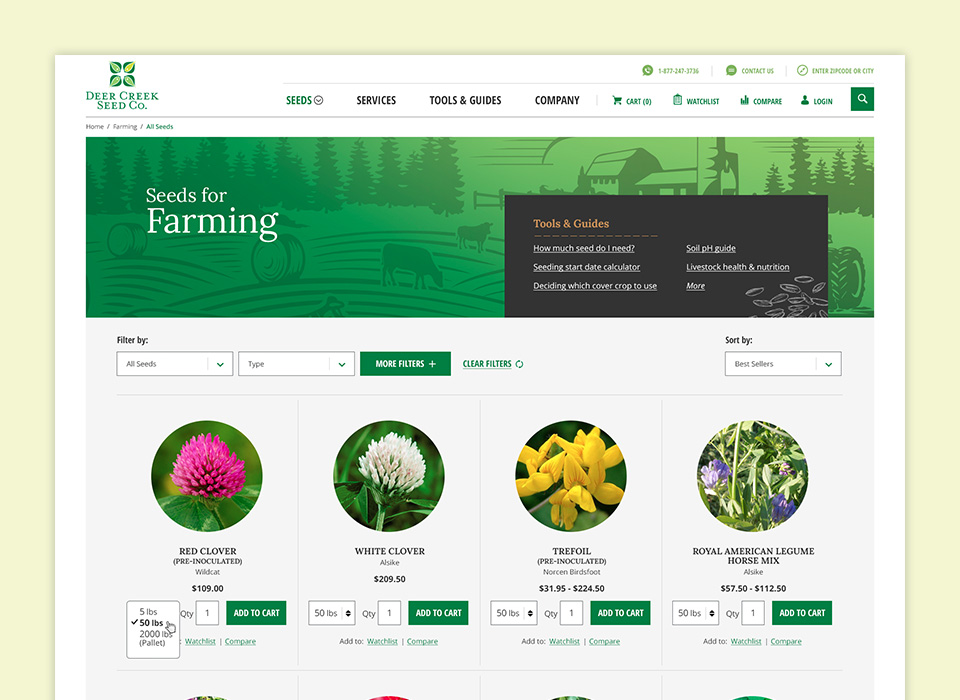 DEER CREEK
SEED CO.
1-877-247-3736
CONTACT US
ENTER ZIPCODE OR CITY
SEEDS
SERVICES
TOOLS & GUIDES
COMPANY
CART (0)
WATCHLIST
COMPARE
LOGIN
Home / Farming / All Seeds
Seeds for
Farming
Tools & Guides
How much seed do I need?
Seeding start date calculator
Deciding which cover crop to use
Soil pH guide
Livestock health & nutrition
More
Filter by:
All Seeds
Type
MORE FILTERS +
CLEAR FILTERS
Sort by:
Best Sellers
RED CLOVER
(PRE-INOCULATED)
Wildcat
$109.00
5 lbs
50 lbs
2000 lbs
(Pallet)
Qty 1 ADD TO CART
: Watchlist | Compare
WHITE CLOVER
Alsike
$209.50
50 lbs Qty 1 ADD TO CART
Add to: Watchlist | Compare
TREFOIL
(PRE-INOCULATED)
Norcen Birdsfoot
$31.95 - $224.50
50 lbs Qty 1 ADD TO CART
Add to: Watchlist | Compare
ROYAL AMERICAN LEGUME
HORSE MIX
Alsike
$57.50 - $112.50
50 lbs Qty 1 ADD TO CART
Add to: Watchlist | Compare